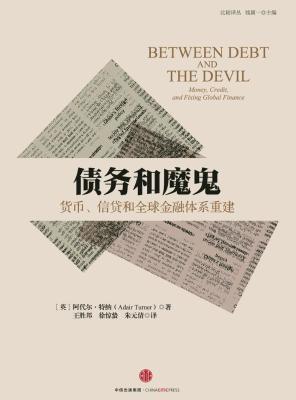 比较译丛 钱颖一○主编
BETWEEN DEBT
AND
THE DEVIL
Money, Credit,
and Fixing Global Finance
债务和魔鬼
货币、信贷和全球金融体系重建
[英]阿代尔·特纳(Adair Turner)著
王胜邦 徐惊蛰 朱元倩 译
中信出版集团·CHINACITICPRESS